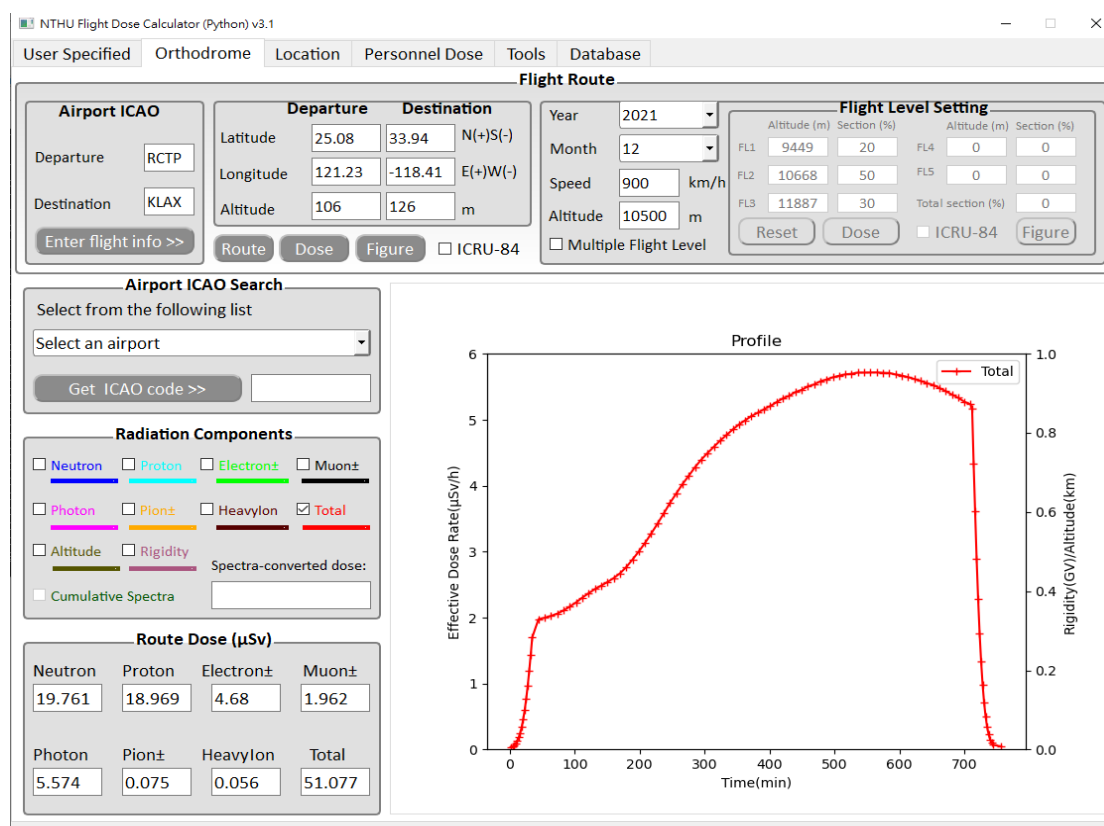 NTHU Flight Dose Calculator (Python) v3.1
User Specified Orthodrome Location Personnel Dose Tools Database
Flight Route
Airport ICAO
Departure RCTP
Destination KLAX
Enter flight info >>
Departure Destination
Latitude 25.08 33.94 N(+)S(-)
Longitude 121.23 -118.41 E(+)W(-)
Altitude 106 126 m
Route Dose Figure ICRU-84
Year 2021
Month 12
Speed 900 km/h
Altitude 10500 m
Multiple Flight Level
Flight Level Setting
Altitude (m) Section (%) Altitude (m) Section (%)
FL1 9449 20 FL4 0 0
FL2 10668 50 FL5 0 0
FL3 11887 30 Total section (%) 0
Reset Dose ICRU-84 Figure
Airport ICAO Search
Select from the following list
Select an airport
Get ICAO code >>
Radiation Components
Neutron Proton Electron± Muon±
Photon Pion± HeavyIon Total
Altitude Rigidity Spectra-converted dose:
Cumulative Spectra
Route Dose (μSv)
Neutron Proton Electron± Muon±
19.761 18.969 4.68 1.962
Photon Pion± HeavyIon Total
5.574 0.075 0.056 51.077
Profile
Total
Effective Dose Rate(μSv/h)
6
5
4
3
2
1
0
1.0
0.8
0.6
0.4
0.2
0.0
Rigidity(GV)/Altitude(km)
0 100 200 300 400 500 600 700
Time(min)